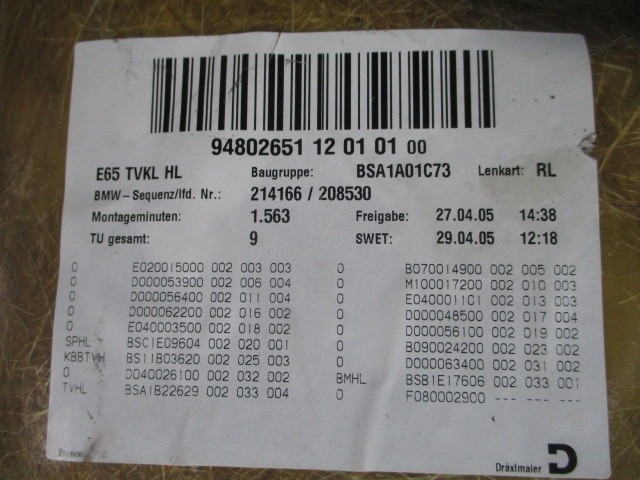 94802651 12 01 01 00
E65 TVKL HL Baugruppe: BSA1A01C73 Lenkart: RL
BMW-Sequenz/lfd. Nr.: 214166 / 208530
Montageminuten: 1.563 Freigabe: 27.04.05 14:38
TU gesamt: 9 SWET: 29.04.05 12:18
0 E020015000 002 003 003 0 B070014900 002 005 002
0 D000053900 002 006 004 0 M100017200 002 010 003
0 D000056400 002 011 004 0 E040001101 002 013 003
0 D000062200 002 016 002 0 D000048500 002 017 004
0 E040003500 002 018 002 0 D000056100 002 019 002
SPHL BSC1E09604 002 020 001 0 B090024200 002 023 002
KBBTVH BS11B03620 002 025 003 0 D000063400 002 031 002
0 D040026100 002 032 002 BMHL BSB1E17606 002 033 001
TVHL BSA1B22629 002 033 004 0 F080002900 --- --- ---
Dräxlmaier D